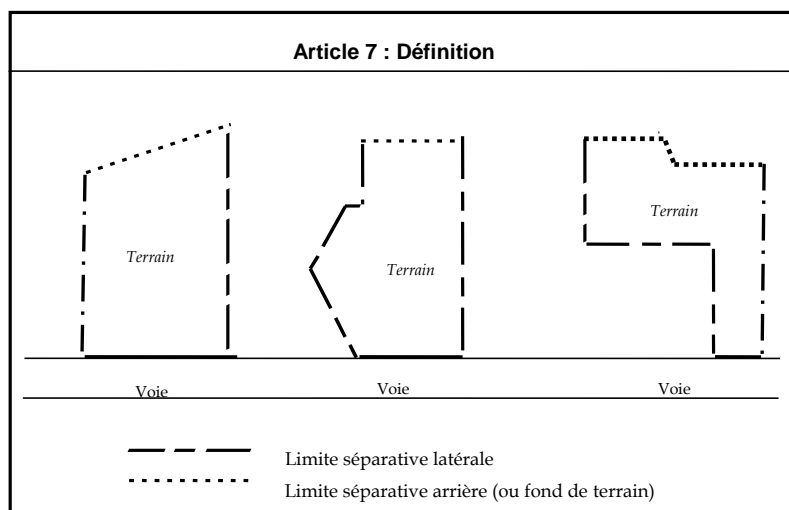 Article 7 : Définition
Terrain
Terrain
Terrain
Voie
Voie
Voie
Limite séparative latérale
Limite séparative arrière (ou fond de terrain)